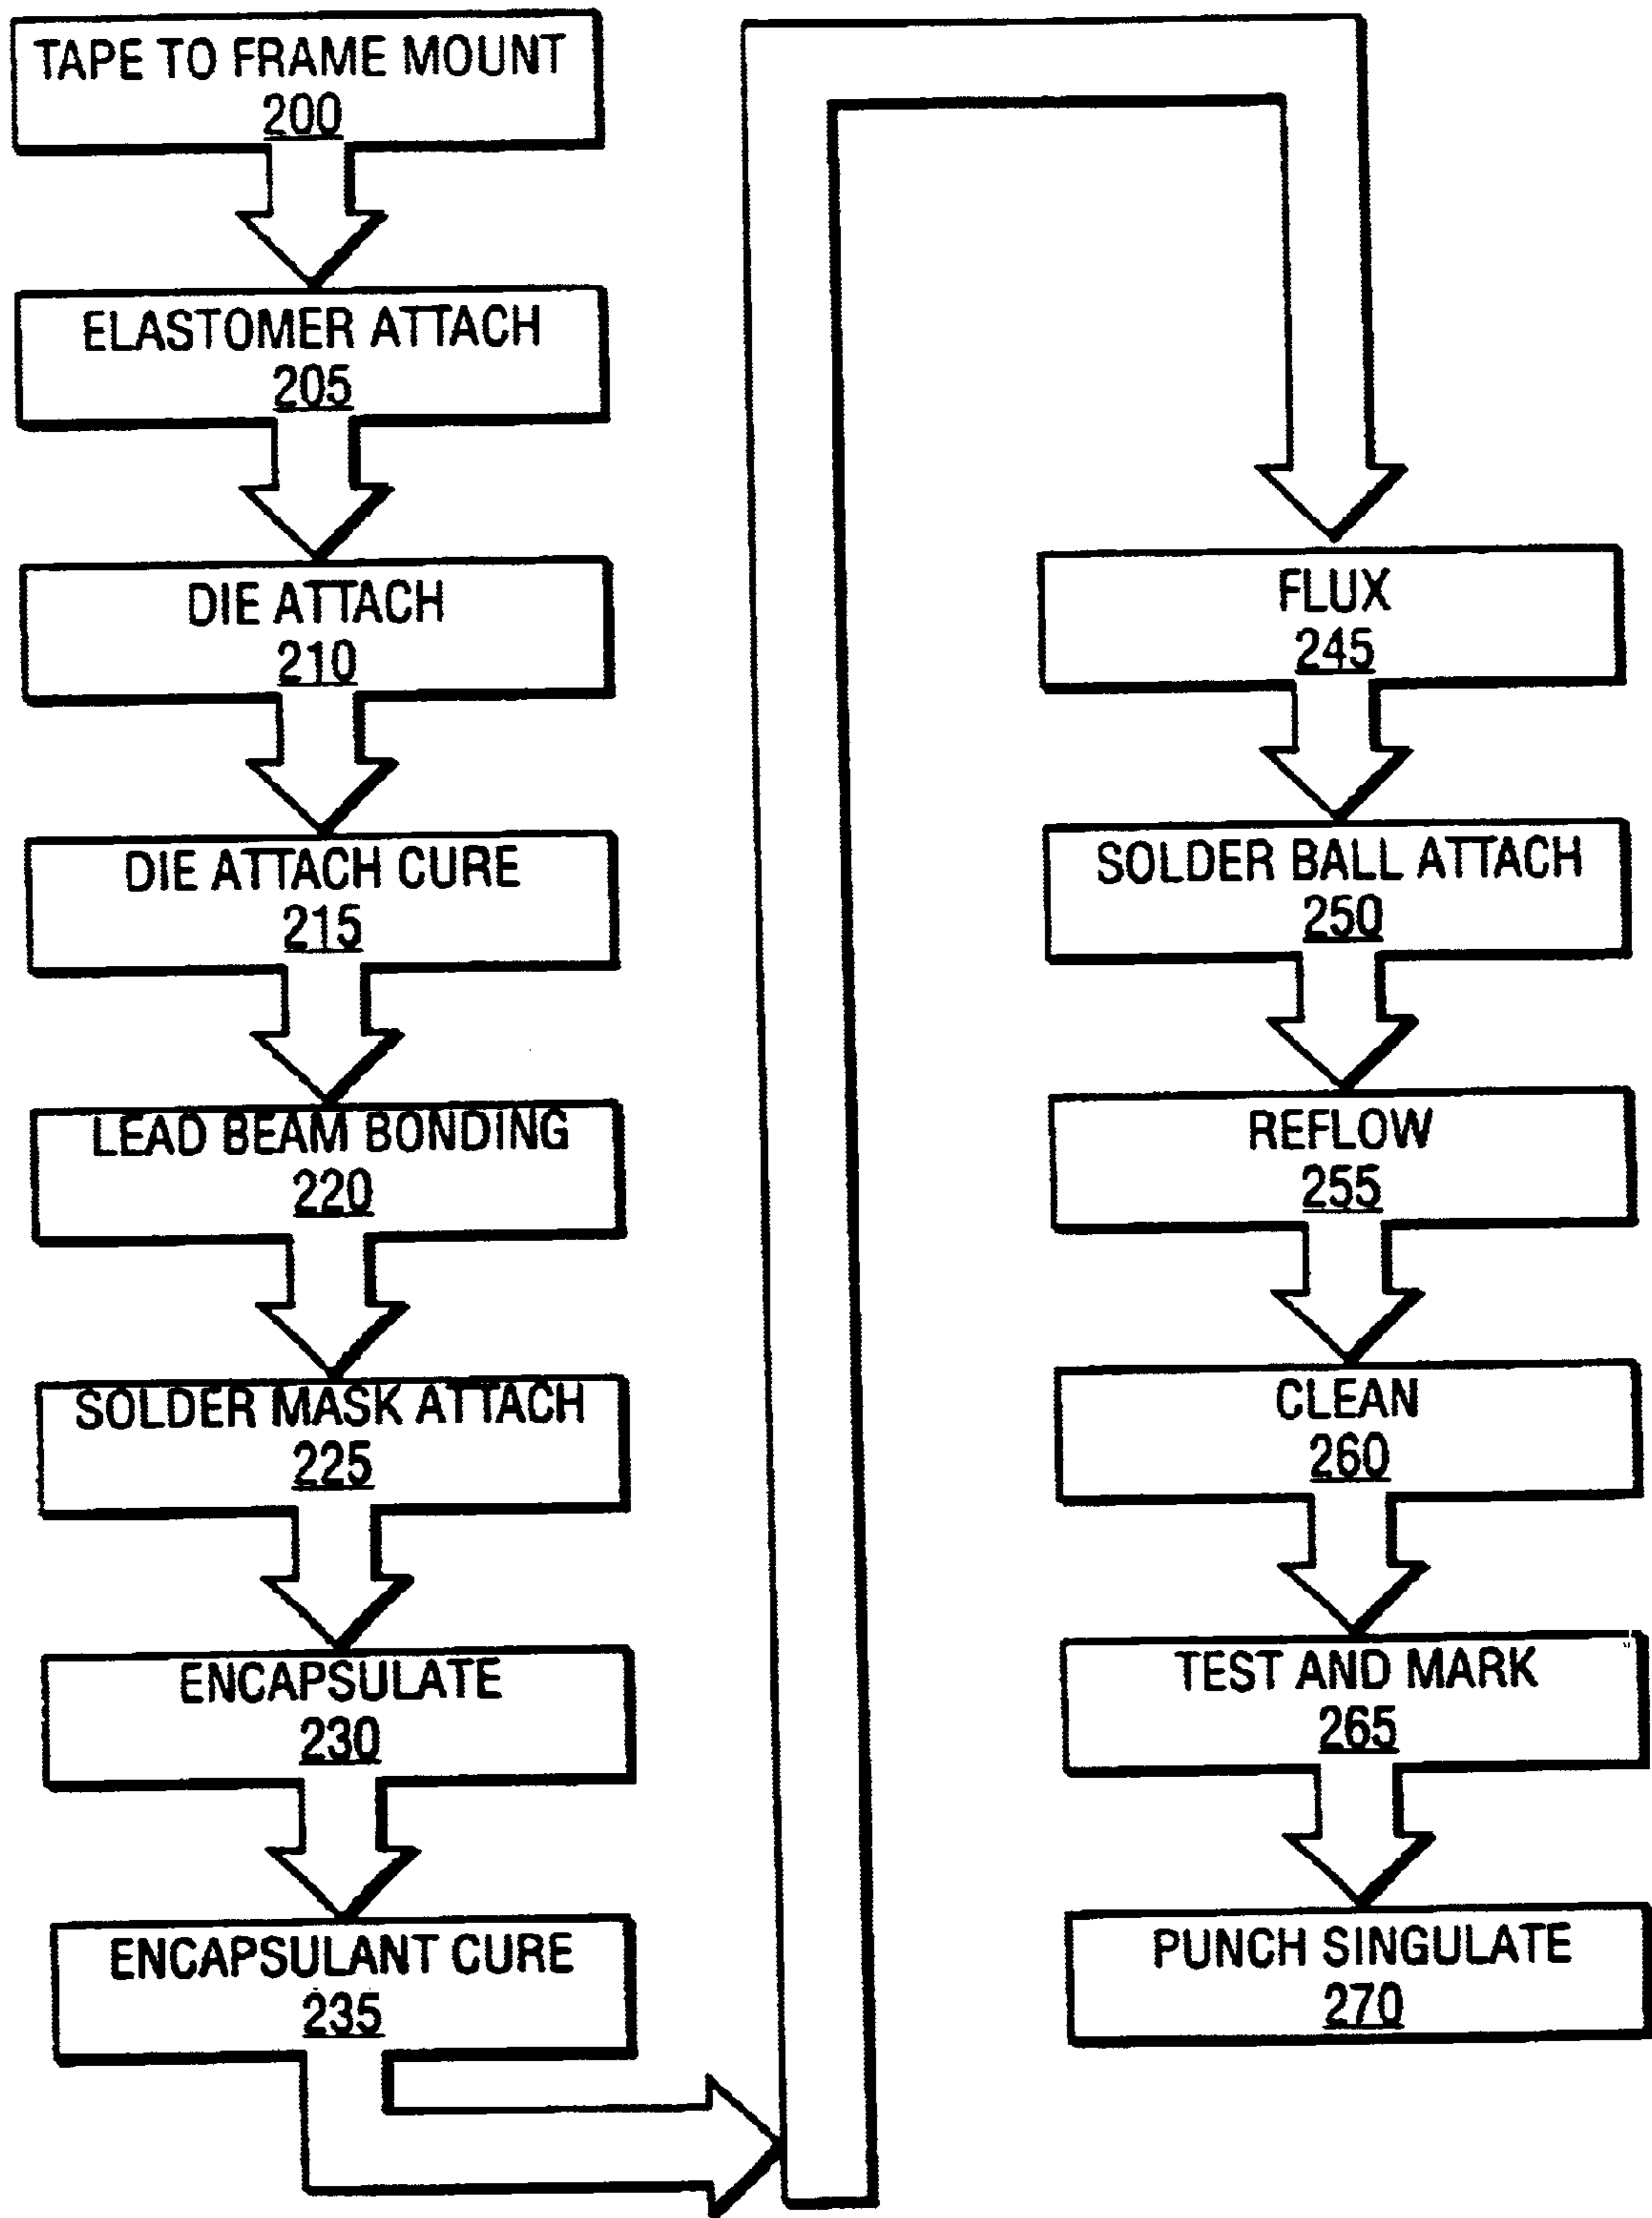 TAPE TO FRAME MOUNT
200
ELASTOMER ATTACH
205
DIE ATTACH
210
DIE ATTACH CURE
215
LEAD BEAM BONDING
220
SOLDER MASK ATTACH
225
ENCAPSULATE
230
ENCAPSULANT CURE
235
FLUX
245
SOLDER BALL ATTACH
250
REFLOW
255
CLEAN
260
TEST AND MARK
265
PUNCH SINGULATE
270